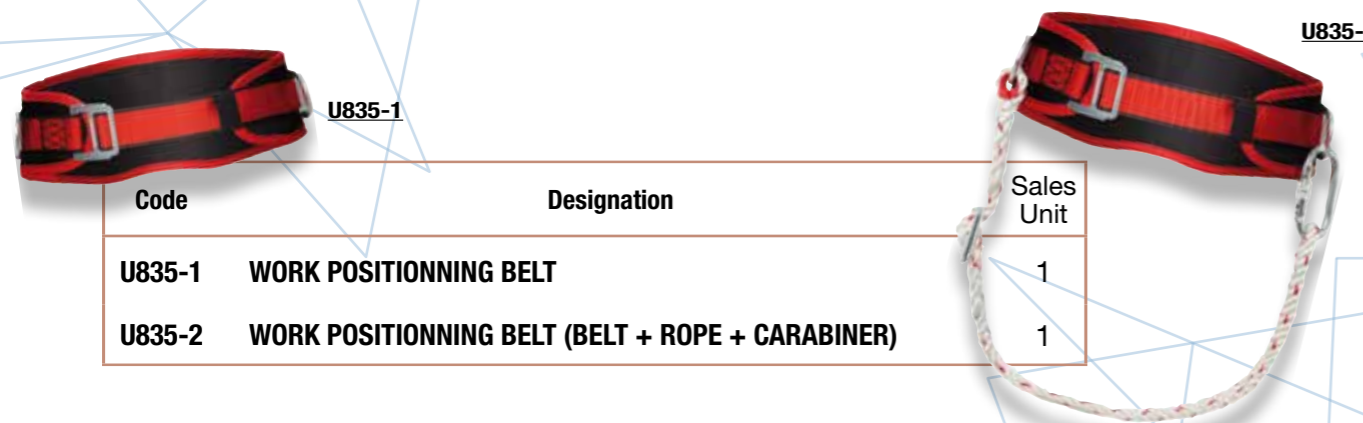 U835-
U835-1
Code Designation Sales Unit
U835-1 WORK POSITIONNING BELT 1
U835-2 WORK POSITIONNING BELT (BELT + ROPE + CARABINER) 1